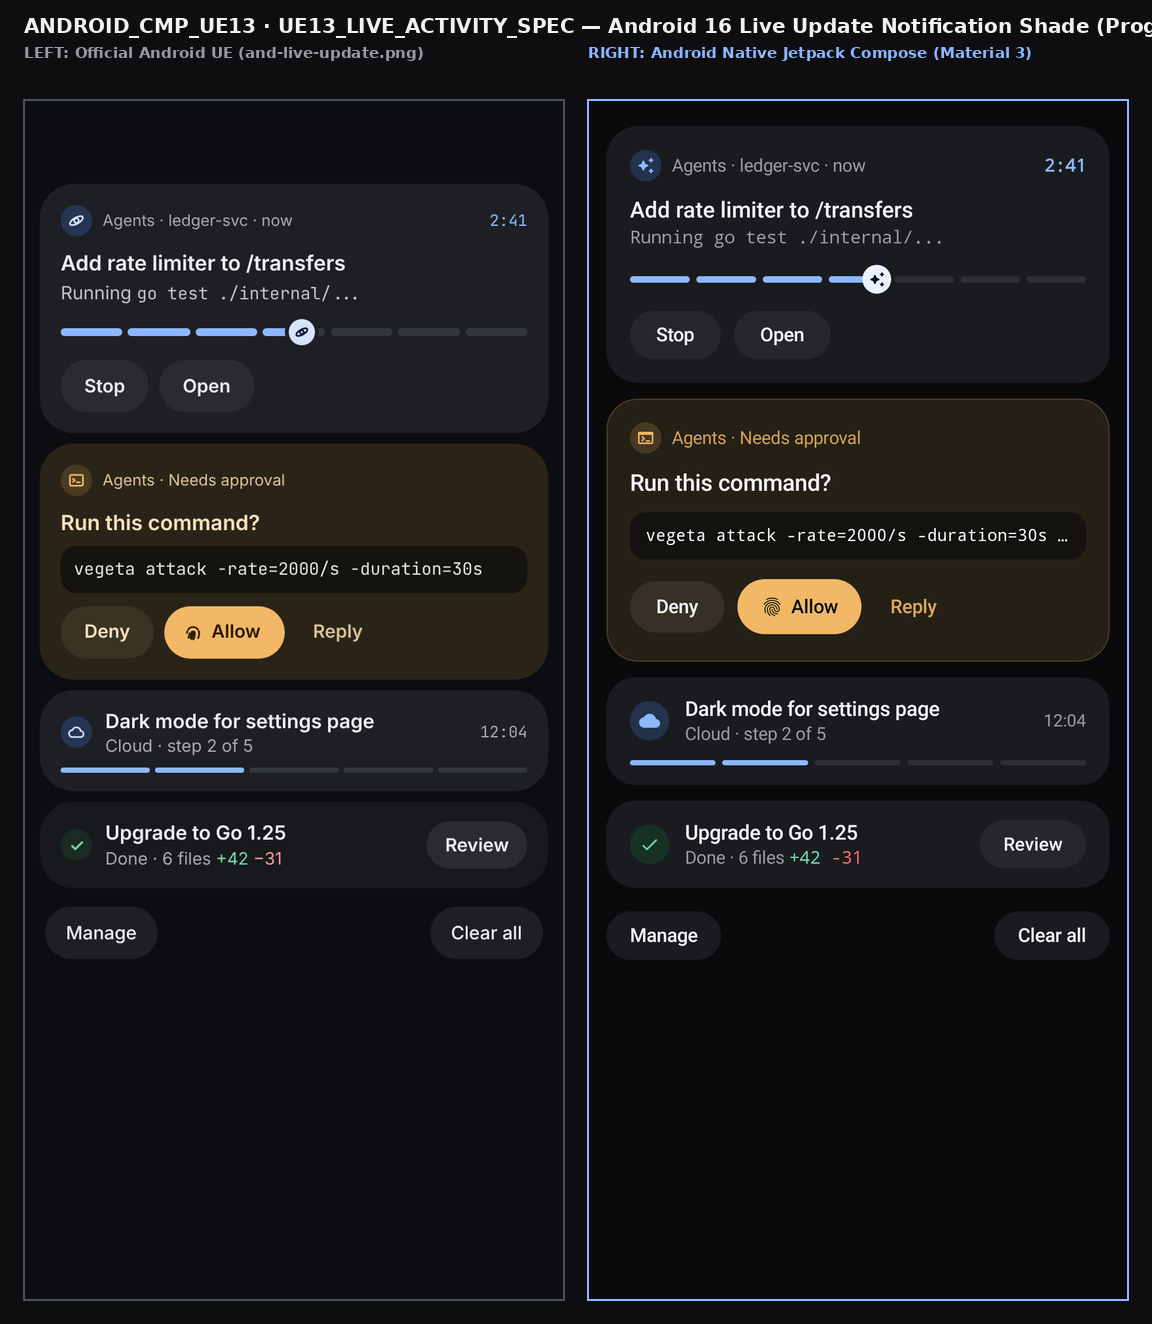 ANDROID_CMP_UE13 · UE13_LIVE_ACTIVITY_SPEC — Android 16 Live Update Notification Shade (Prog
LEFT: Official Android UE (and-live-update.png)
RIGHT: Android Native Jetpack Compose (Material 3)
Agents · ledger-svc · now 2:41
Add rate limiter to /transfers
Running go test ./internal/...
Stop Open
Agents · Needs approval
Run this command?
vegeta attack -rate=2000/s -duration=30s
Deny Allow Reply
Dark mode for settings page 12:04
Cloud · step 2 of 5
Upgrade to Go 1.25
Done · 6 files +42 −31
Review
Manage Clear all
Agents · ledger-svc · now 2:41
Add rate limiter to /transfers
Running go test ./internal/...
Stop Open
Agents · Needs approval
Run this command?
vegeta attack -rate=2000/s -duration=30s …
Deny Allow Reply
Dark mode for settings page 12:04
Cloud · step 2 of 5
Upgrade to Go 1.25
Done · 6 files +42 -31
Review
Manage Clear all